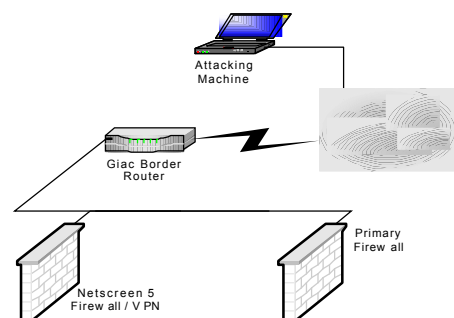 Attacking
Machine
Giac Border
Router
Primary
Firew all
Netscreen 5
Firew all / V PN